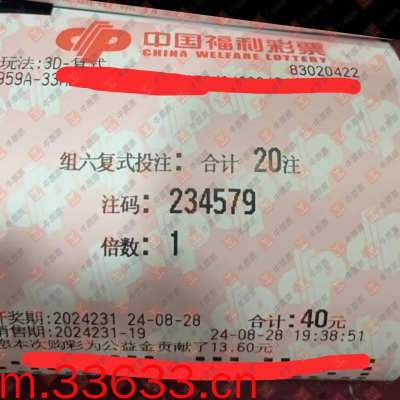 中国福利彩票
CHINA WELFARE LOTTERY
玩法:3D-复式
83020422
959A-33
组六复式投注: 合计 20注
注码: 234579
倍数: 1
开奖期:2024231 24-08-28 合计:40元
销售期:2024231-19 24-08-28 19:38:51
您本次购彩为公益金贡献了13.60元
m.33633.cn